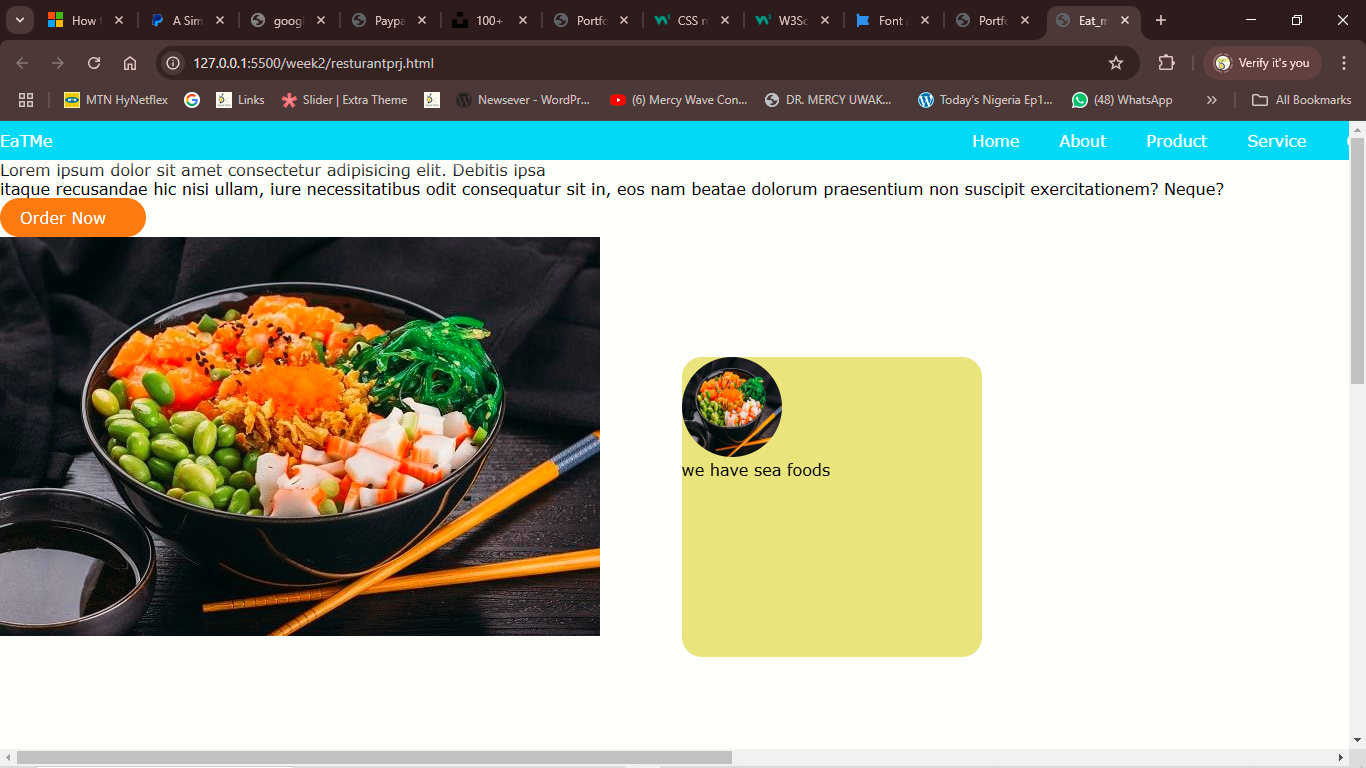 How
A Sim
googl
Paypa
100+
Portfo
CSS re
W3Sc
Font
Portfo
Eat_m
127.0.0.1:5500/week2/resturantprj.html
Verify it's you
MTN HyNetflex
Links
Slider | Extra Theme
Newsever - WordPr...
(6) Mercy Wave Con...
DR. MERCY UWAK...
Today's Nigeria Ep1...
(48) WhatsApp
All Bookmarks
EaTMe Home About Product Service
Lorem ipsum dolor sit amet consectetur adipisicing elit. Debitis ipsa
itaque recusandae hic nisi ullam, iure necessitatibus odit consequatur sit in, eos nam beatae dolorum praesentium non suscipit exercitationem? Neque?
Order Now
we have sea foods